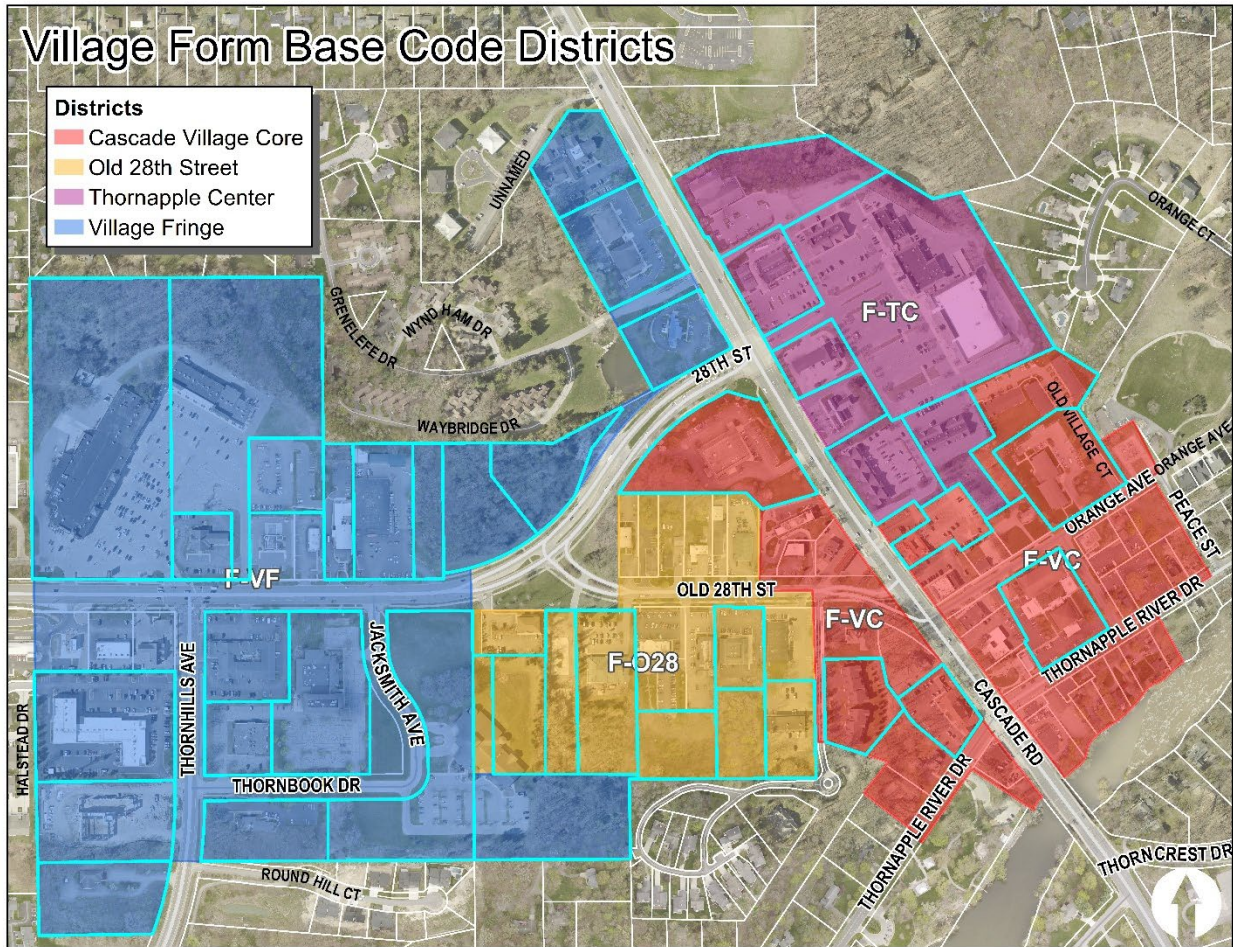 Village Form Base Code Districts
Districts
Cascade Village Core
Old 28th Street
Thornapple Center
Village Fringe
UNNAMED
ORANGE CT
GRENELEFE DR
WYNDHAM DR
F-TC
28TH ST
WAYBRIDGE DR
OLD VILLAGE CT
ORANGE AVE
ORANGE AVE
PEACE ST
F-VF
F-VC
OLD 28TH ST
F-VC
THORNAPPLE RIVER DR
JACKSMITH AVE
F-O28
THORNHILLS AVE
CASCADE RD
HALSTEAD DR
THORNBOOK DR
THORNAPPLE RIVER DR
THORN CREST DR
ROUND HILL CT